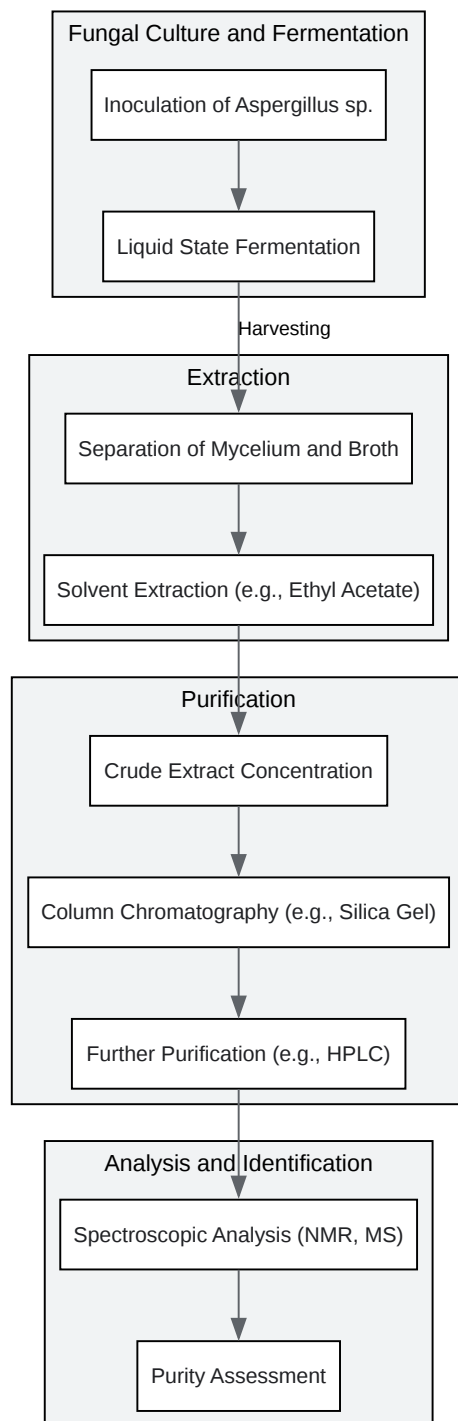 Fungal Culture and Fermentation
Inoculation of Aspergillus sp.
Liquid State Fermentation
Harvesting
Extraction
Separation of Mycelium and Broth
Solvent Extraction (e.g., Ethyl Acetate)
Purification
Crude Extract Concentration
Column Chromatography (e.g., Silica Gel)
Further Purification (e.g., HPLC)
Analysis and Identification
Spectroscopic Analysis (NMR, MS)
Purity Assessment